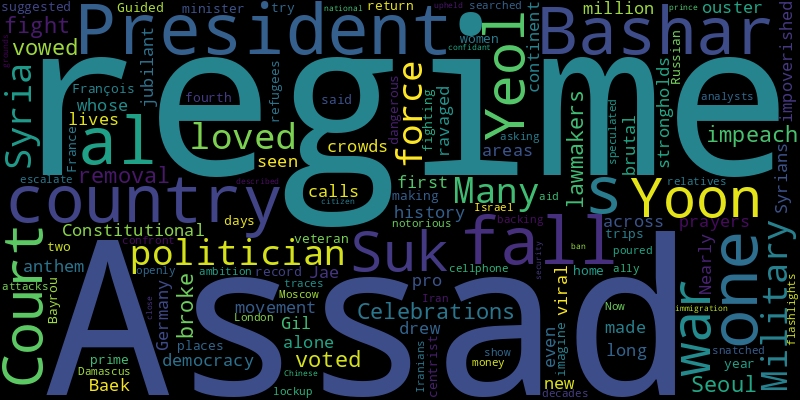 suggested Guided minister try national return upheld searched prince million ouster
fight President women Bashar
vowed confidant impoverished
regime
Syria François jubilant refugees fourth said force dangerous fighting ravaged Yeol continent Russian analysts
whose asking speculated brutal strongholds
lives France al loved crowds lawmakers impeach
seen areas
escalate removal described calls first Many aid s Yoon relatives Syrians
country citizen making history Israel backing across prayers
Constitutional days notorious
Court two confront politician veteran Suk fall trips poured Nearly one Military
anthem openly ambition record Jae cellphone security ban home ally
attacks Bayrou close Germany broke traces Moscow pro Iran viral Now immigration war flashlights
Assad
movement London Gil Celebrations Iranians centrist even imagine made
places alone drew long snatched
prime democracy voted show year
Damascus Chinese money new Seoul
Baek lockup decades
grounds